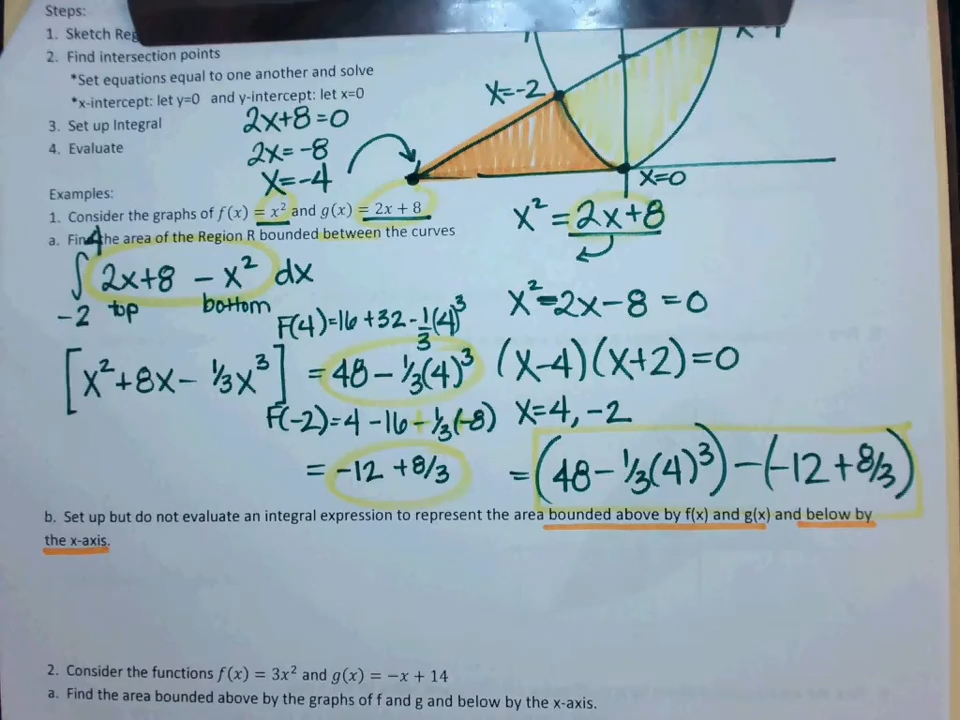 Steps:
1. Sketch Reg
2. Find intersection points
*Set equations equal to one another and solve
*x-intercept: let y=0 and y-intercept: let x=0
3. Set up Integral
4. Evaluate
2x+8=0
2x=-8
x=-4
x=-2
x=0
Examples:
1. Consider the graphs of f(x) = x² and g(x) = 2x + 8
a. Find the area of the Region R bounded between the curves
x² = 2x+8
x²-2x-8 =0
(x-4)(x+2)=0
x=4,-2
4
∫ 2x+8 - x² dx
-2 top bottom
F(4)=16+32-1/3(4)³
[x²+8x- 1/3x³] = 48-1/3(4)³
F(-2)=4-16-1/3(-8)
= -12 +8/3
=(48-1/3(4)³)-(-12+8/3)
b. Set up but do not evaluate an integral expression to represent the area bounded above by f(x) and g(x) and below by
the x-axis.
2. Consider the functions f(x) = 3x² and g(x) = −x + 14
a. Find the area bounded above by the graphs of f and g and below by the x-axis.